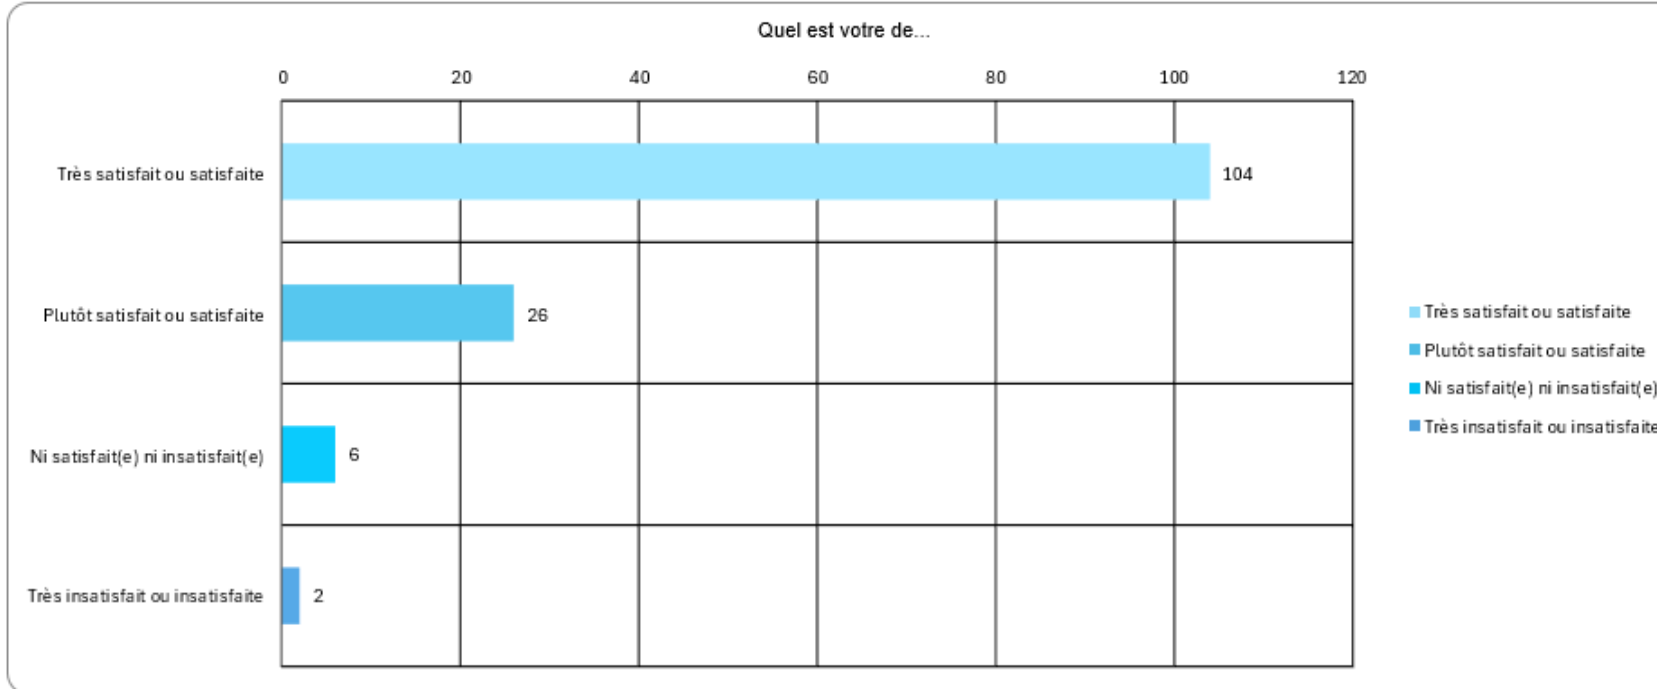 Quel est votre de...
0 20 40 60 80 100 120
Très satisfait ou satisfaite 104
Plutôt satisfait ou satisfaite 26
Ni satisfait(e) ni insatisfait(e) 6
Très insatisfait ou insatisfaite 2
Très satisfait ou satisfaite
Plutôt satisfait ou satisfaite
Ni satisfait(e) ni insatisfait(e)
Très insatisfait ou insatisfaite